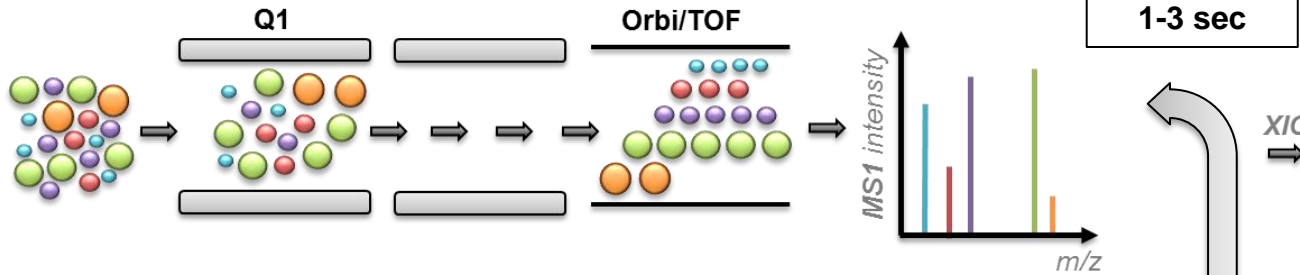 Q1
Orbi/TOF
1-3 sec
MS1 intensity
XIC
m/z